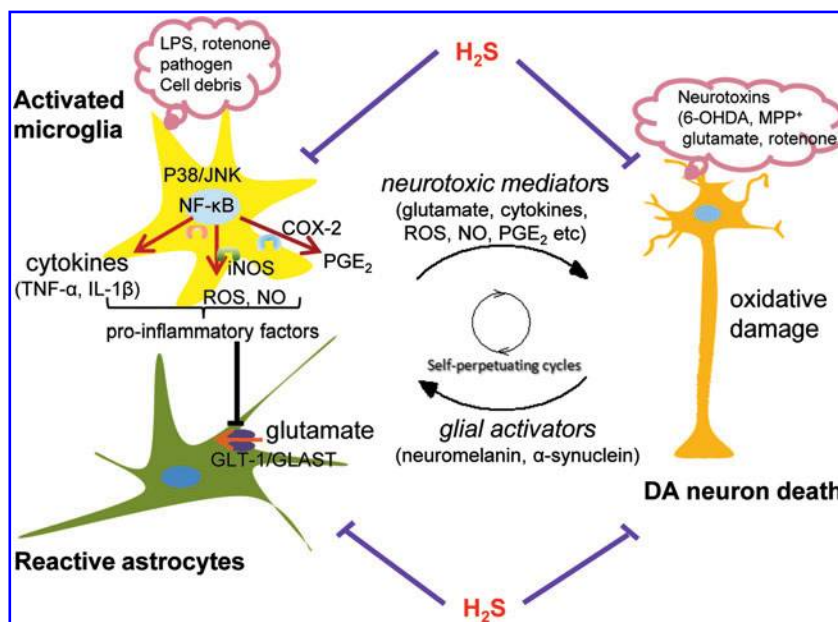 LPS, rotenone
pathogen
Cell debris
H₂S
Activated
microglia
Neurotoxins
(6-OHDA, MPP⁺
glutamate, rotenone
P38/JNK
NF-κB
COX-2
iNOS
PGE₂
cytokines
(TNF-α, IL-1β)
ROS, NO
pro-inflammatory factors
neurotoxic mediators
(glutamate, cytokines,
ROS, NO, PGE₂ etc)
Self-perpetuating cycles
oxidative
damage
glutamate
GLT-1/GLAST
glial activators
(neuromelanin, α-synuclein)
DA neuron death
Reactive astrocytes
H₂S